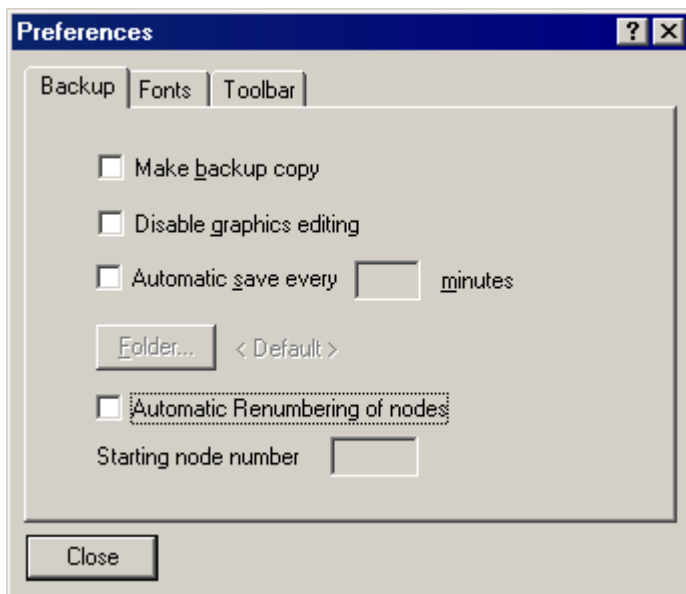 Preferences
Backup Fonts Toolbar
Make backup copy
Disable graphics editing
Automatic save every minutes
Folder... < Default >
Automatic Renumbering of nodes
Starting node number
Close